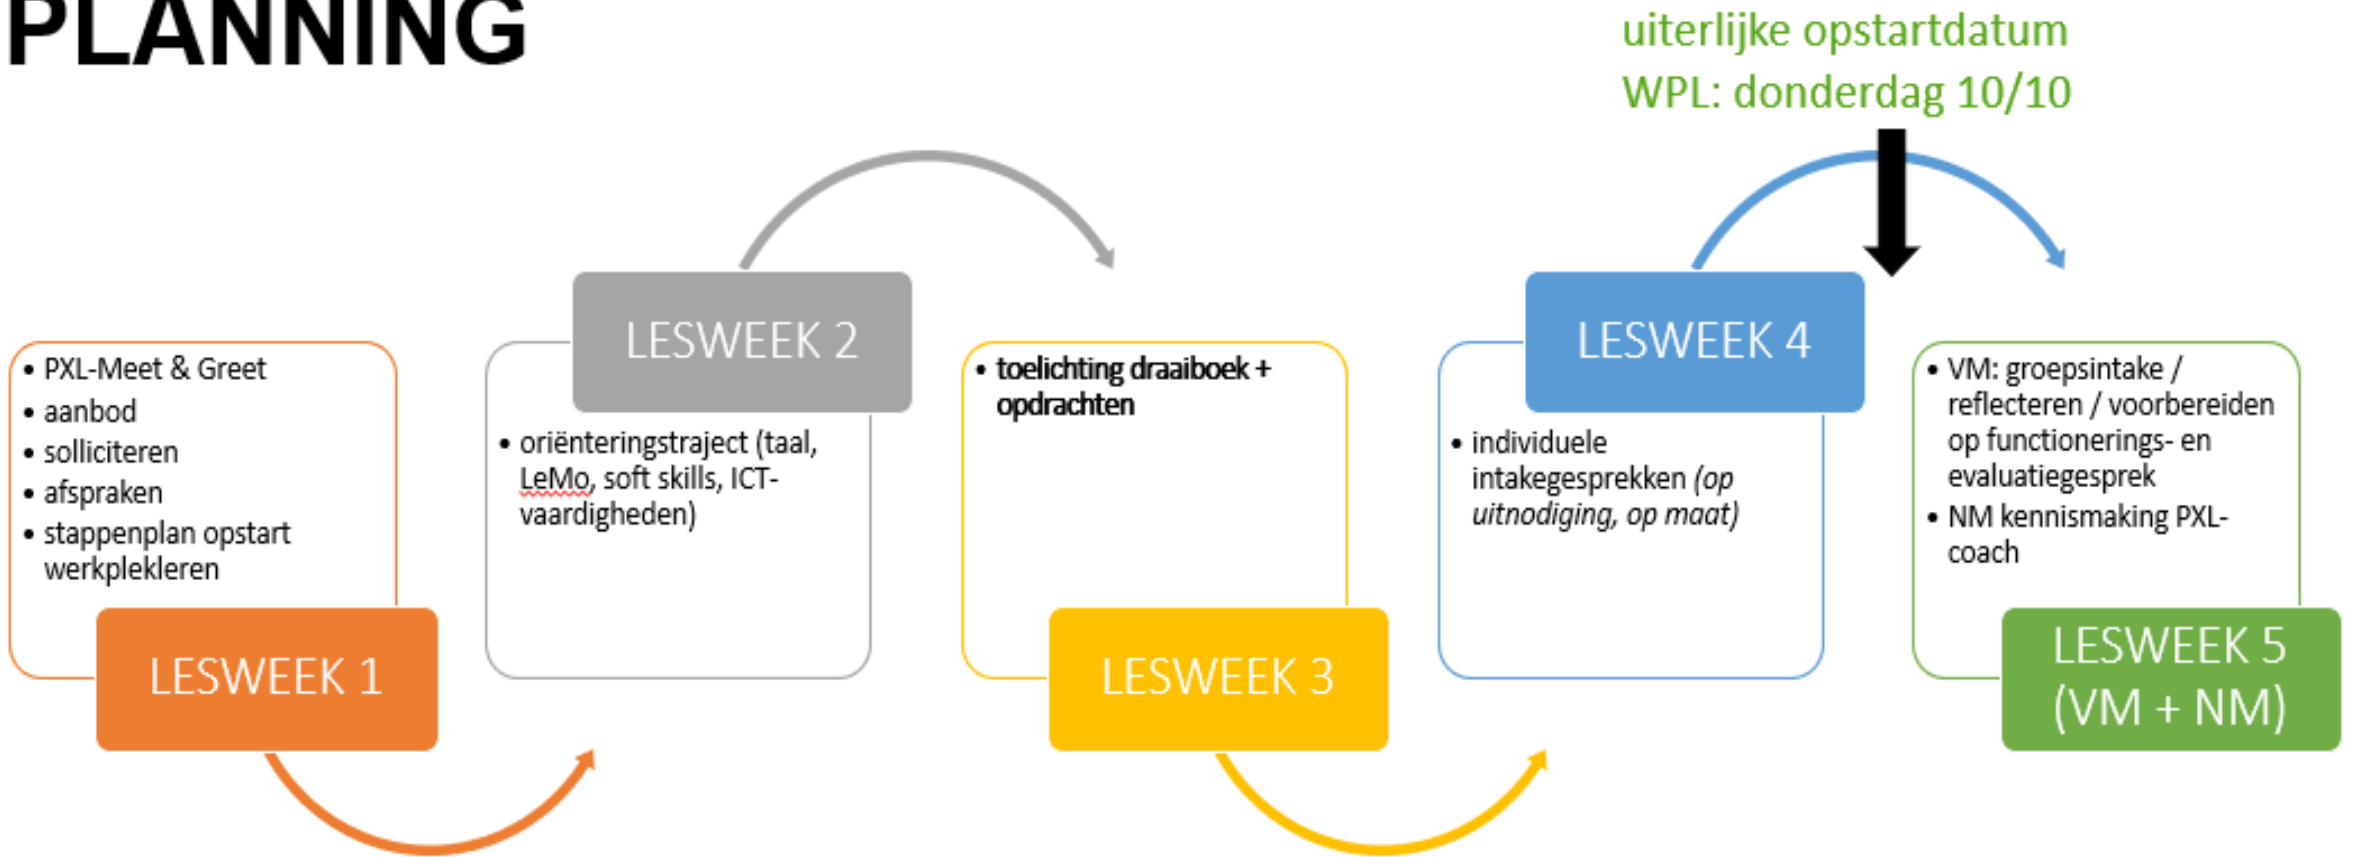 PLANNING
uiterlijke opstartdatum
WPL: donderdag 10/10
• PXL-Meet & Greet
• aanbod
• solliciteren
• afspraken
• stappenplan opstart
werkplekleren
LESWEEK 1
LESWEEK 2
• oriënteringstraject (taal,
LeMo, soft skills, ICT-
vaardigheden)
• toelichting draaiboek +
opdrachten
LESWEEK 3
LESWEEK 4
• individuele
intakegesprekken (op
uitnodiging, op maat)
• VM: groepsintake /
reflecteren / voorbereiden
op functionerings- en
evaluatiegesprek
• NM kennismaking PXL-
coach
LESWEEK 5
(VM + NM)